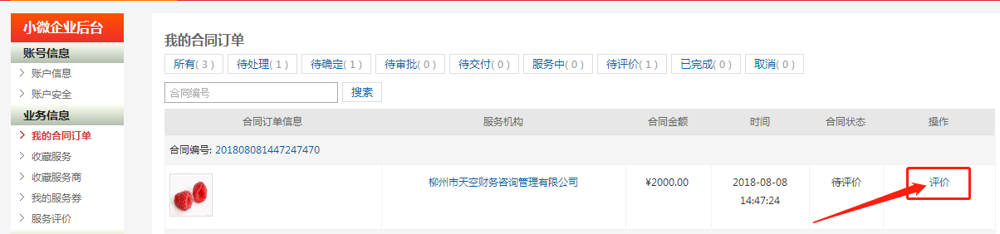 小微企业后台
账号信息
账户信息
账户安全
业务信息
我的合同订单
收藏服务
收藏服务商
我的服务券
服务评价
我的合同订单
所有( 3 ) 待处理( 1 ) 待确定( 1 ) 待审批( 0 ) 待交付( 0 ) 服务中( 0 ) 待评价( 1 ) 已完成( 0 ) 取消( 0 )
合同编号 搜索
合同订单信息 服务机构 合同金额 时间 合同状态 操作
合同编号: 201808081447247470
柳州市天空财务咨询管理有限公司 ¥2000.00 2018-08-08 待评价 评价
14:47:24